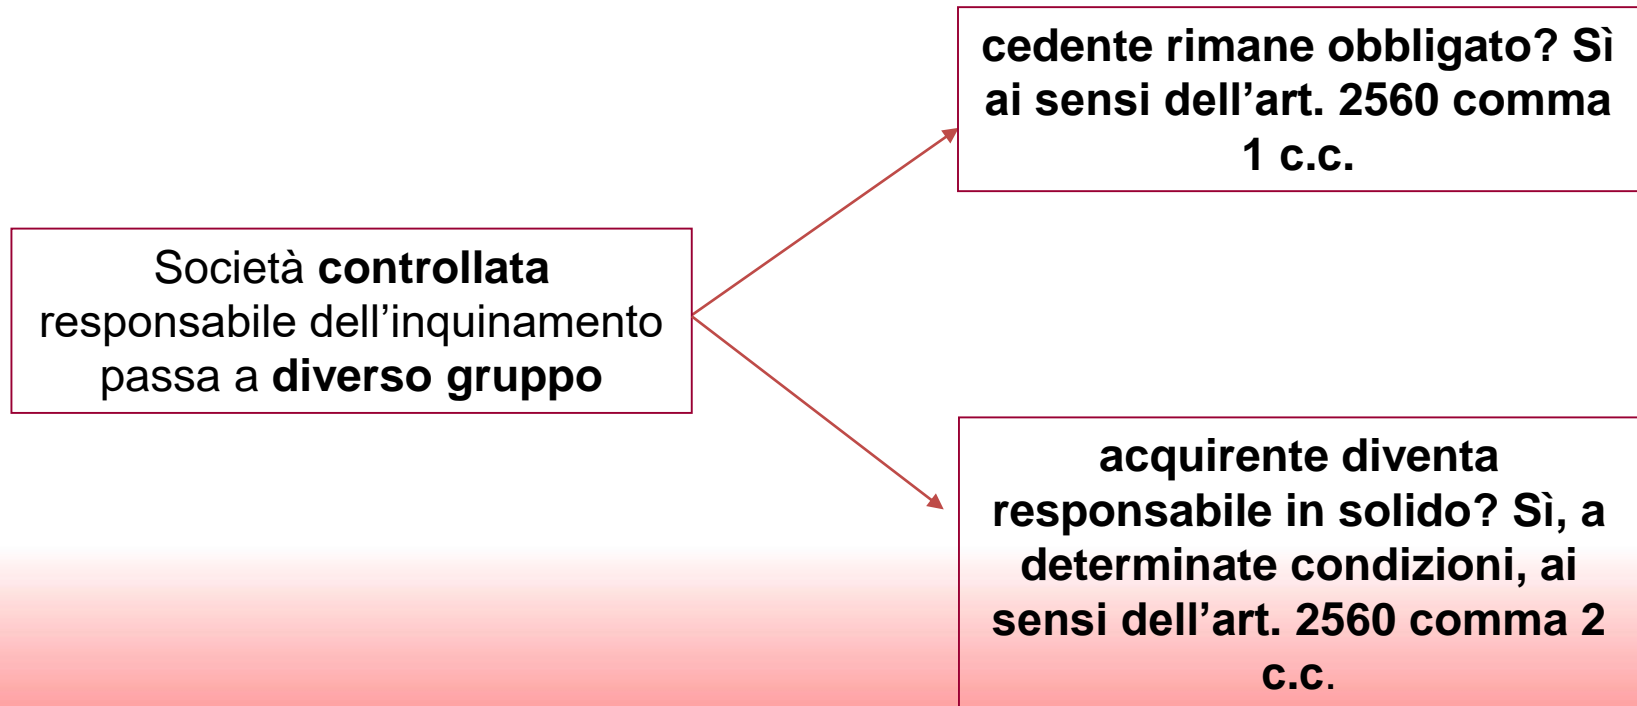 cedente rimane obbligato? Sì
ai sensi dell’art. 2560 comma
1 c.c.
Società controllata
responsabile dell’inquinamento
passa a diverso gruppo
acquirente diventa
responsabile in solido? Sì, a
determinate condizioni, ai
sensi dell’art. 2560 comma 2
c.c.